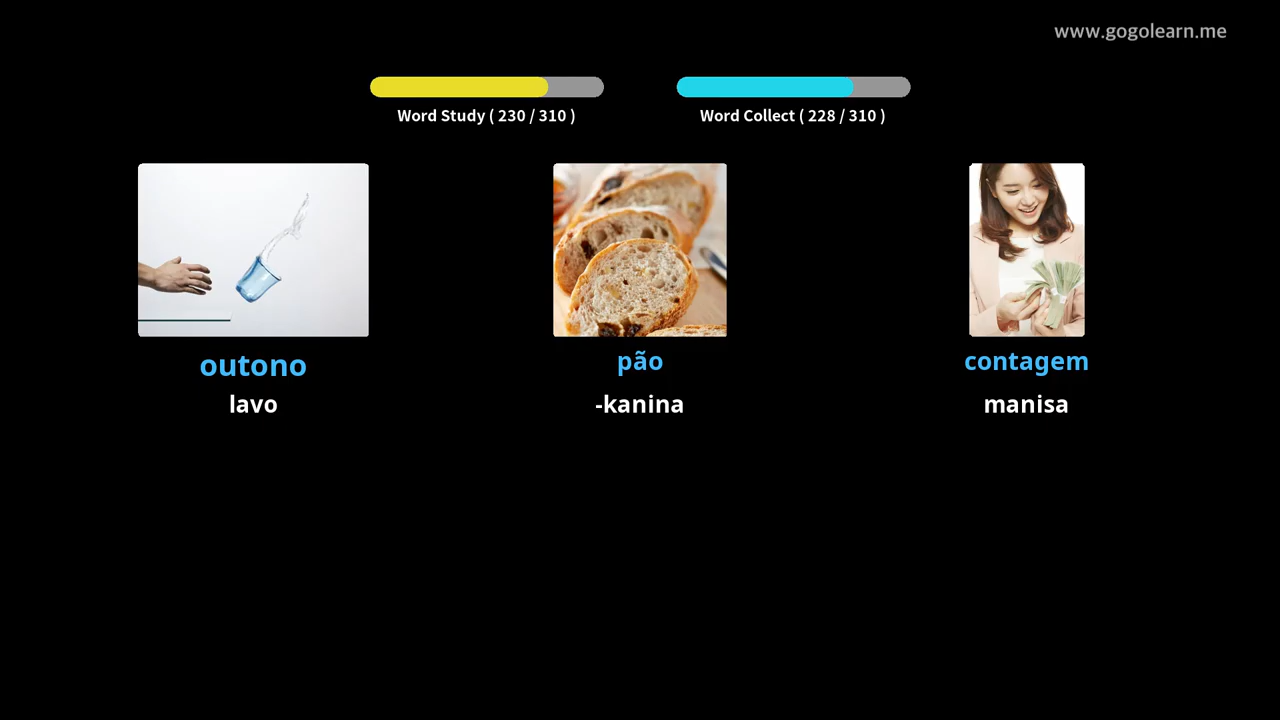 www.gogolearn.me
Word Study ( 230 / 310 )
Word Collect ( 228 / 310 )
outono
lavo
pão
-kanina
contagem
manisa